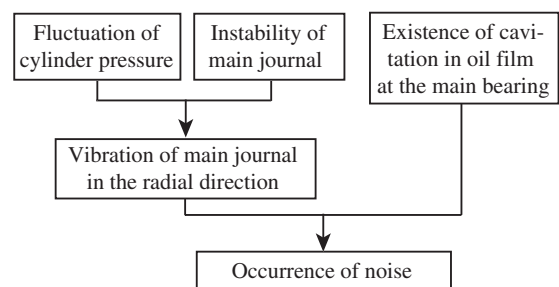 Fluctuation of
cylinder pressure
Instability of
main journal
Existence of cavi-
tation in oil film
at the main bearing
Vibration of main journal
in the radial direction
Occurrence of noise